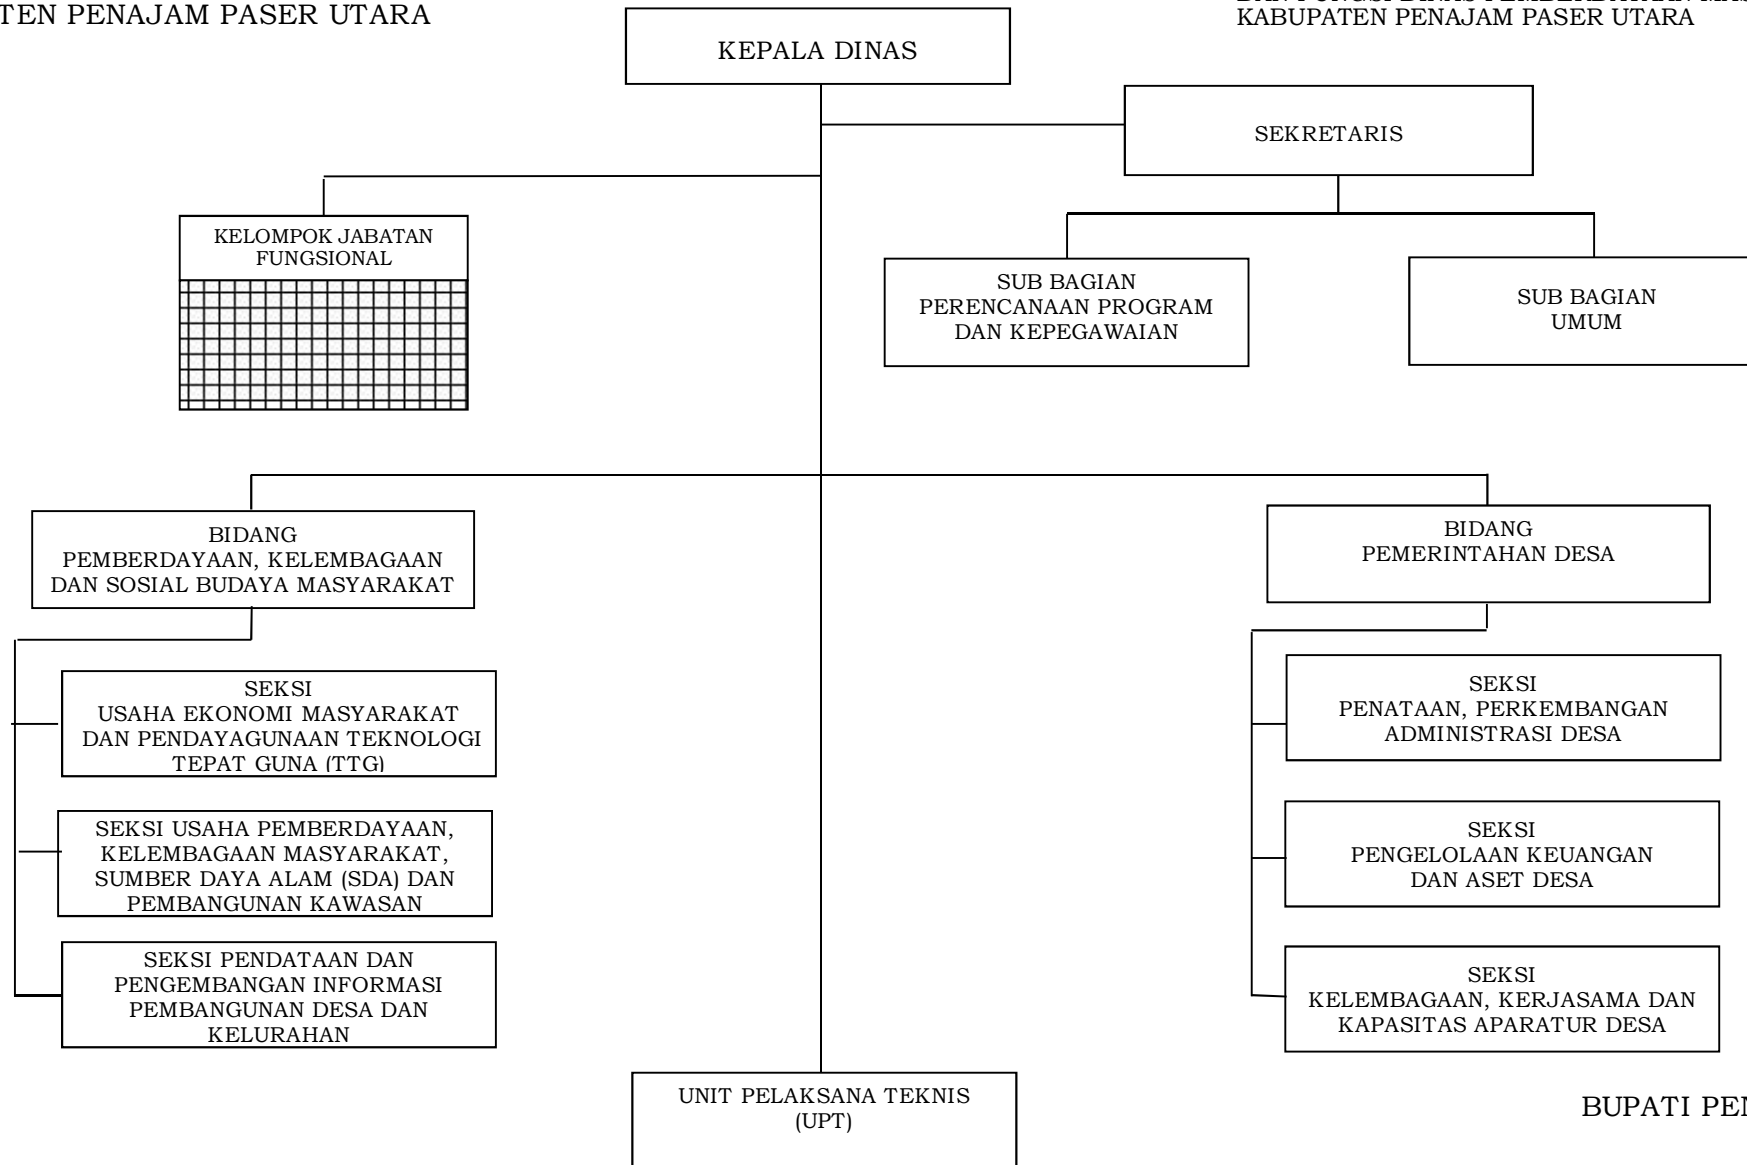 TEN PENAJAM PASER UTARA
KABUPATEN PENAJAM PASER UTARA
KEPALA DINAS
SEKRETARIS
KELOMPOK JABATAN
FUNGSIONAL
SUB BAGIAN
PERENCANAAN PROGRAM
DAN KEPEGAWAIAN
SUB BAGIAN
UMUM
BIDANG
PEMBERDAYAAN, KELEMBAGAAN
DAN SOSIAL BUDAYA MASYARAKAT
BIDANG
PEMERINTAHAN DESA
SEKSI
USAHA EKONOMI MASYARAKAT
DAN PENDAYAGUNAAN TEKNOLOGI
TEPAT GUNA (TTG)
SEKSI USAHA PEMBERDAYAAN,
KELEMBAGAAN MASYARAKAT,
SUMBER DAYA ALAM (SDA) DAN
PEMBANGUNAN KAWASAN
SEKSI PENDATAAN DAN
PENGEMBANGAN INFORMASI
PEMBANGUNAN DESA DAN
KELURAHAN
SEKSI
PENATAAN, PERKEMBANGAN
ADMINISTRASI DESA
SEKSI
PENGELOLAAN KEUANGAN
DAN ASET DESA
SEKSI
KELEMBAGAAN, KERJASAMA DAN
KAPASITAS APARATUR DESA
UNIT PELAKSANA TEKNIS
(UPT)
BUPATI PEN